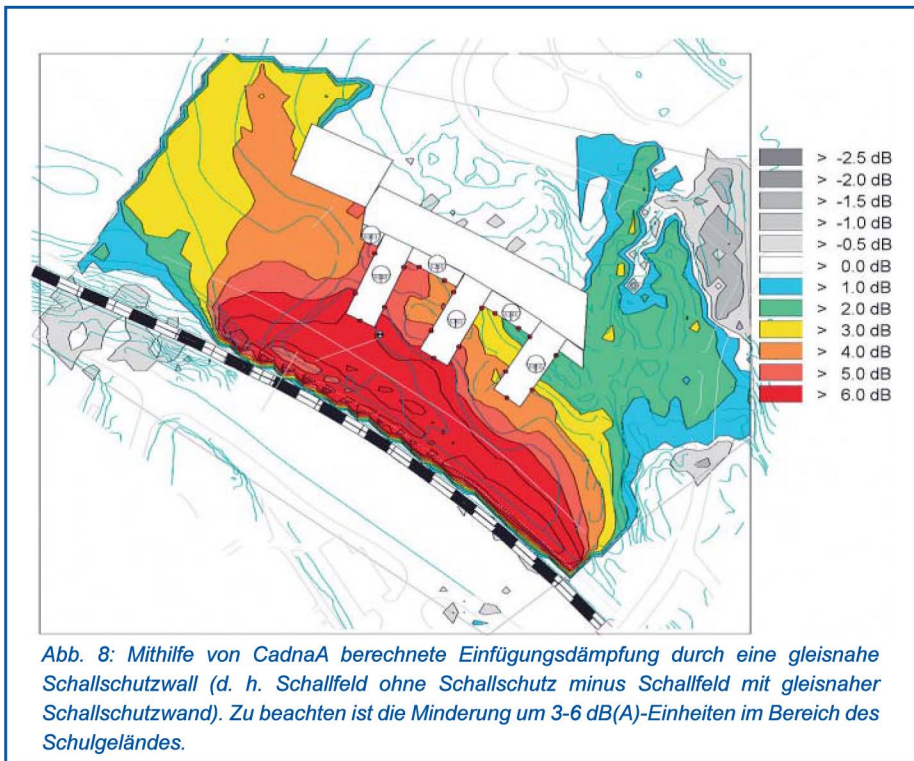 > -2.5 dB
> -2.0 dB
> -1.5 dB
> -1.0 dB
> -0.5 dB
> 0.0 dB
> 1.0 dB
> 2.0 dB
> 3.0 dB
> 4.0 dB
> 5.0 dB
> 6.0 dB
Abb. 8: Mithilfe von CadnaA berechnete Einfügungsdämpfung durch eine gleisnahe
Schallschutzwall (d. h. Schallfeld ohne Schallschutz minus Schallfeld mit gleisnaher
Schallschutzwand). Zu beachten ist die Minderung um 3-6 dB(A)-Einheiten im Bereich des
Schulgeländes.